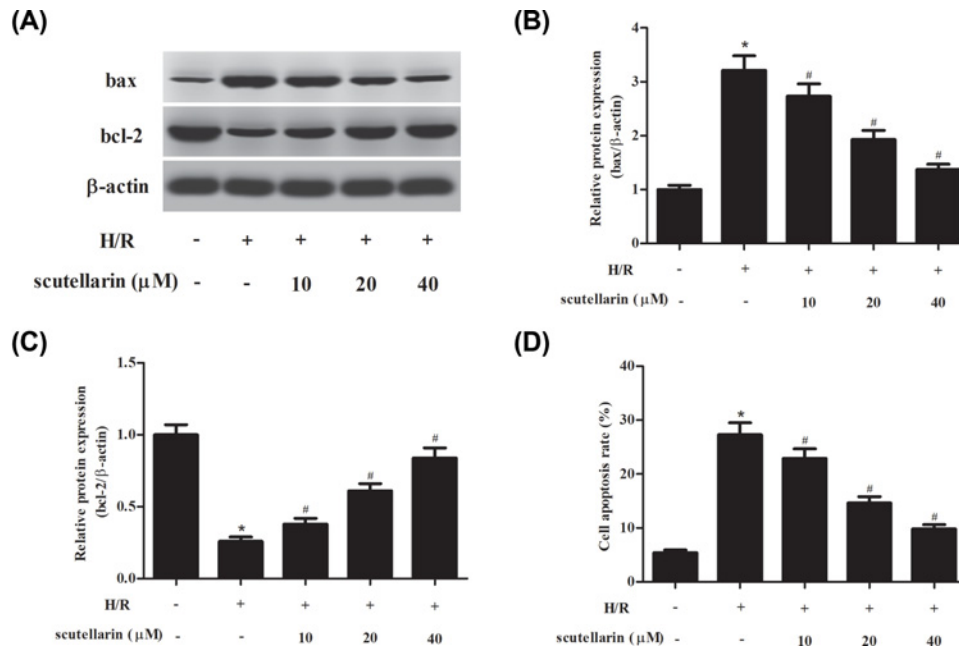 (A)
bax
bcl-2
β-actin
H/R - + + + +
scutellarin (μM) - - 10 20 40
(B)
Relative protein expression
(bax/β-actin)
4
3
2
1
0
*
#
#
#
H/R - + + + +
scutellarin (μM) - - 10 20 40
(C)
Relative protein expression
(bcl-2/β-actin)
1.5
1.0
0.5
0.0
*
#
#
#
H/R - + + + +
scutellarin (μM) - - 10 20 40
(D)
Cell apoptosis rate (%)
40
30
20
10
0
*
#
#
#
H/R - + + + +
scutellarin (μM) - - 10 20 40